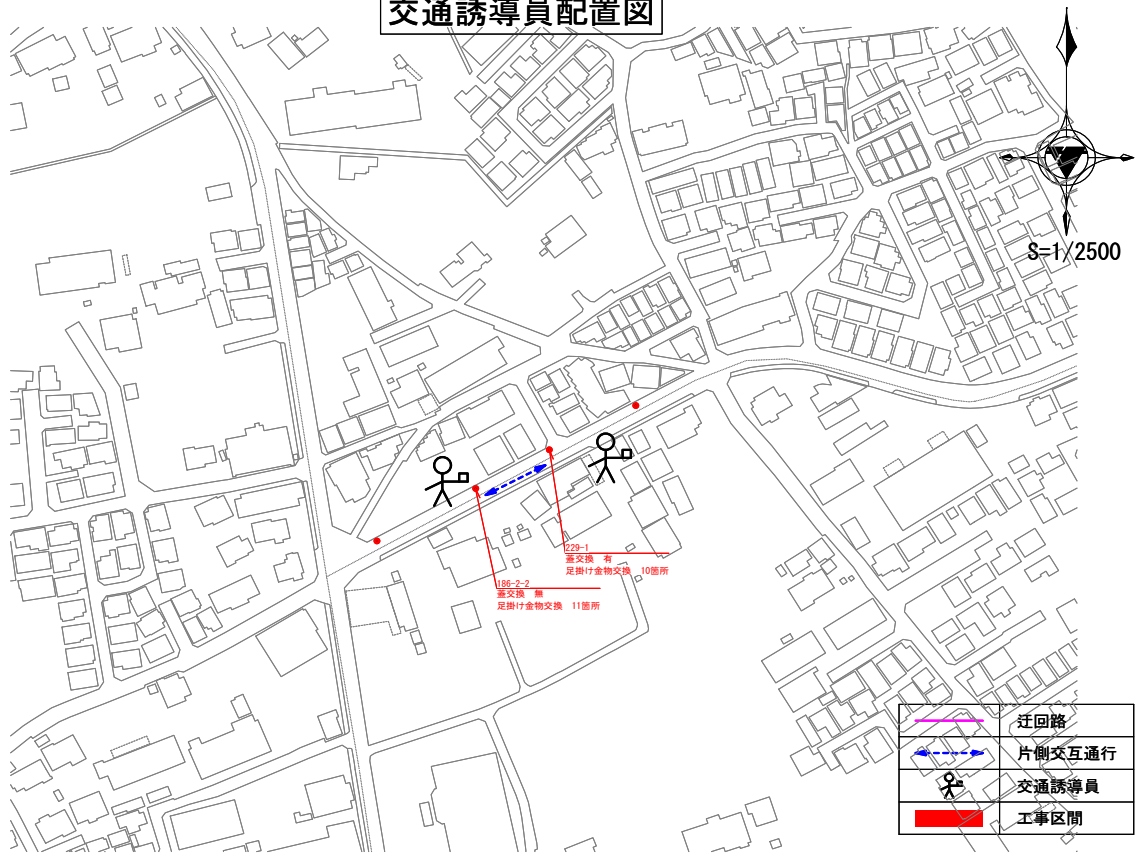 交通誘導員配置図
S=1/2500
229-1
蓋交換 有
足掛け金物交換 10箇所
186-2-2
蓋交換 無
足掛け金物交換 11箇所
迂回路
片側交互通行
交通誘導員
工事区間